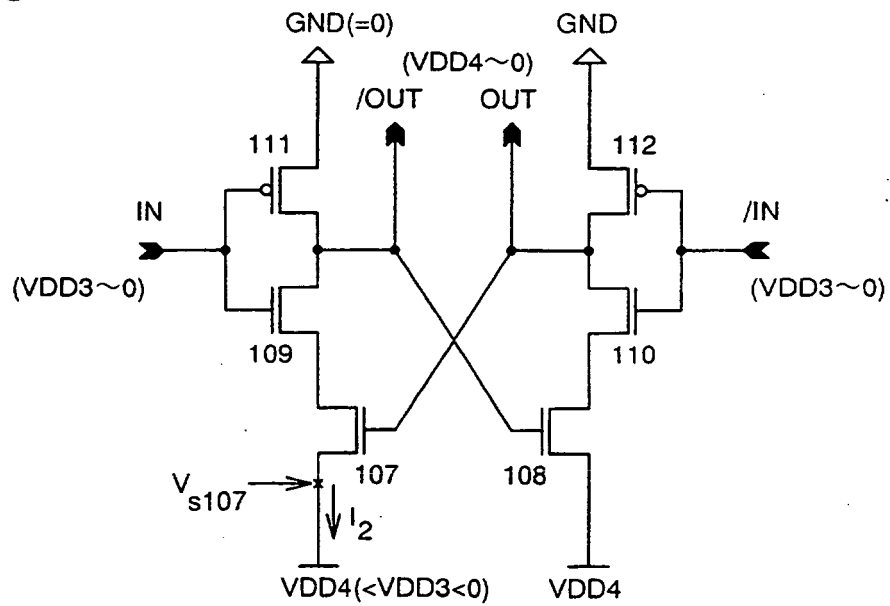 GND(=0)
GND
(VDD4～0)
/OUT
OUT
111
112
IN
/IN
(VDD3～0)
(VDD3～0)
109
110
107
108
Vs107
I2
VDD4(<VDD3<0)
VDD4